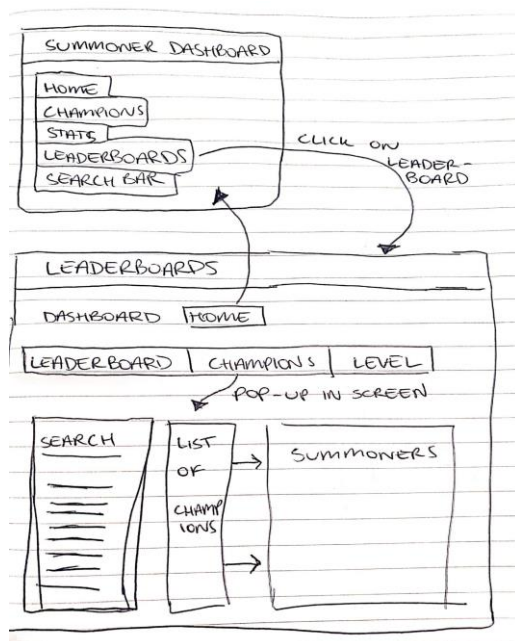 SUMMONER DASHBOARD
HOME
CHAMPIONS
STATS
LEADERBOARDS
SEARCH BAR
CLICK ON
LEADER-
BOARD
LEADERBOARDS
DASHBOARD HOME
LEADERBOARD CHAMPIONS LEVEL
POP-UP IN SCREEN
SEARCH
LIST
OF
CHAMP
IONS
SUMMONERS